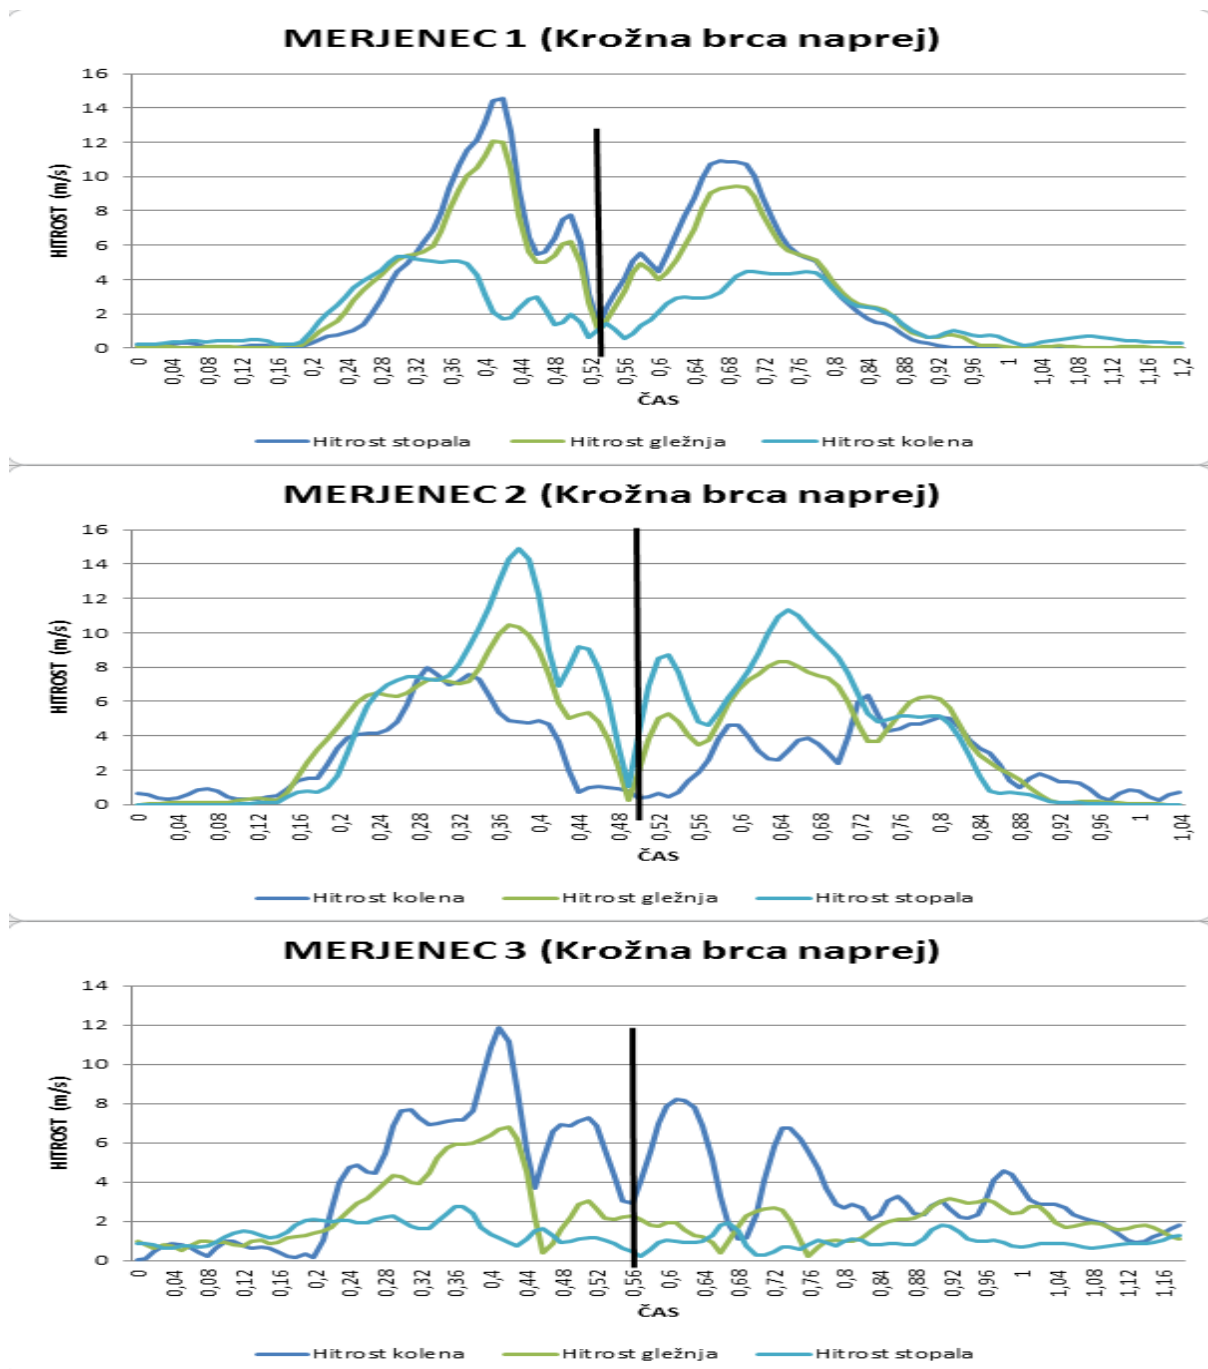 MERJENEC 1 (Krožna brca naprej)
16
14
12
10
8
6
4
2
0
HITROST (m/s)
0 0,04 0,08 0,12 0,16 0,2 0,24 0,28 0,32 0,36 0,4 0,44 0,48 0,52 0,56 0,6 0,64 0,68 0,72 0,76 0,8 0,84 0,88 0,92 0,96 1 1,04 1,08 1,12 1,16 1,2
ČAS
Hitrost stopala Hitrost gležnja Hitrost kolena
MERJENEC 2 (Krožna brca naprej)
16
14
12
10
8
6
4
2
0
HITROST (m/s)
0 0,04 0,08 0,12 0,16 0,2 0,24 0,28 0,32 0,36 0,4 0,44 0,48 0,52 0,56 0,6 0,64 0,68 0,72 0,76 0,8 0,84 0,88 0,92 0,96 1 1,04
ČAS
Hitrost kolena Hitrost gležnja Hitrost stopala
MERJENEC 3 (Krožna brca naprej)
14
12
10
8
6
4
2
0
HITROST (m/s)
0 0,04 0,08 0,12 0,16 0,2 0,24 0,28 0,32 0,36 0,4 0,44 0,48 0,52 0,56 0,6 0,64 0,68 0,72 0,76 0,8 0,84 0,88 0,92 0,96 1 1,04 1,08 1,12 1,16
ČAS
Hitrost kolena Hitrost gležnja Hitrost stopala